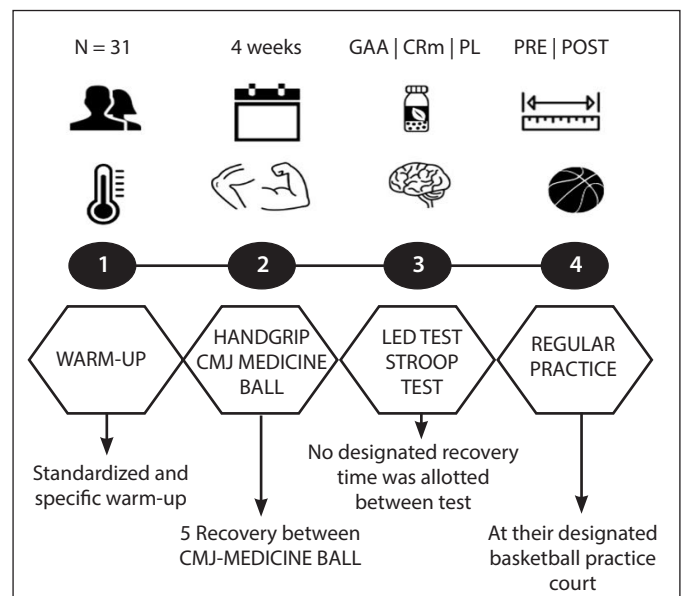 N = 31
4 weeks
GAA | CRm | PL
PRE | POST
1
2
3
4
WARM-UP
HANDGRIP
CMJ MEDICINE
BALL
LED TEST
STROOP
TEST
REGULAR
PRACTICE
Standardized and
specific warm-up
5 Recovery between
CMJ-MEDICINE BALL
No designated recovery
time was allotted
between test
At their designated
basketball practice
court